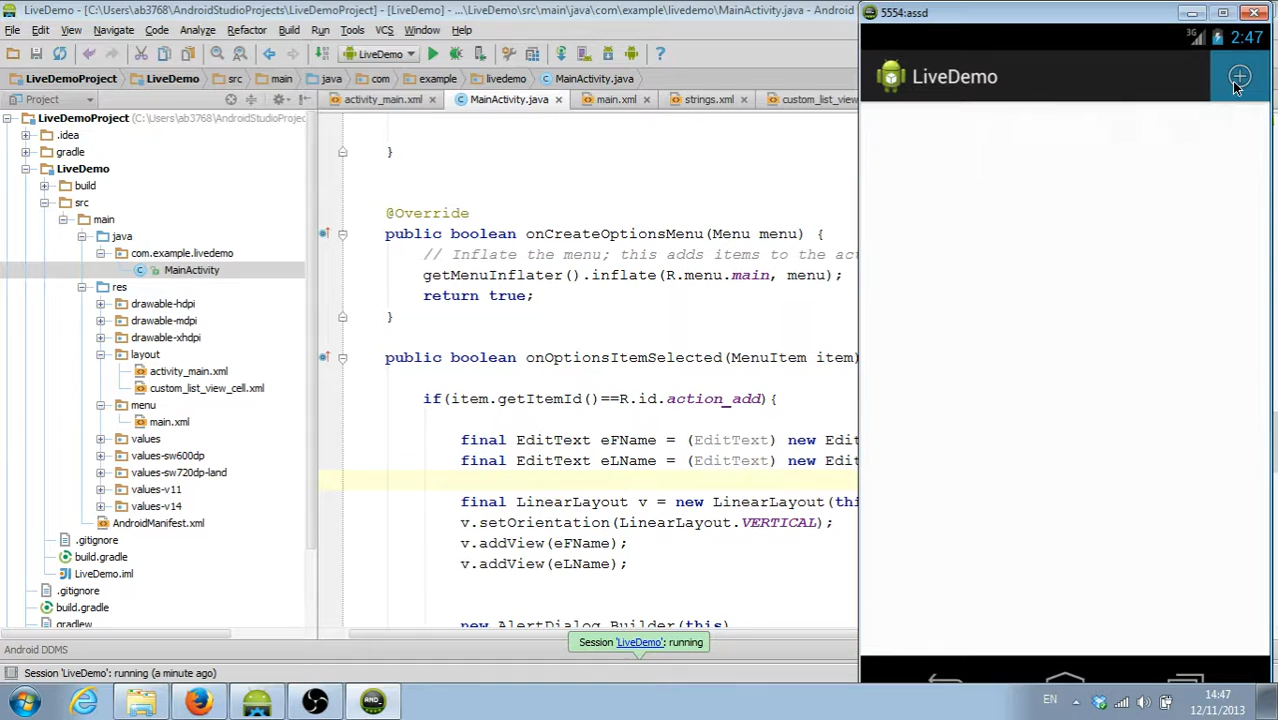 C:\Users\ab3768\AndroidStudioProjects\LiveDemoProject] - [LiveDemo] - ...\LiveDemo\src\main\java\com\example\livedemo\MainActivity.java - (Andr
File Edit View Navigate Code Analyze Refactor Build Run Tools VCS Window Help
LiveDemo
LiveDemoProject LiveDemo src main java com example livedemo MainActivity.java
Project
activity_main.xml MainActivity.java main.xml strings.xml custom_list_view
LiveDemoProject (C:\Users\ab3768\AndroidStudioProjec
.idea
gradle
LiveDemo
build
src
main
java
com.example.livedemo
MainActivity
res
drawable-hdpi
drawable-mdpi
drawable-xhdpi
layout
activity_main.xml
custom_list_view_cell.xml
menu
main.xml
values
values-sw600dp
values-sw720dp-land
values-v11
values-v14
AndroidManifest.xml
.gitignore
build.gradle
LiveDemo.iml
.gitignore
build.gradle
gradlew
}
@Override
public boolean onCreateOptionsMenu(Menu menu) {
// Inflate the menu; this adds items to the ac
getMenuInflater().inflate(R.menu.main, menu);
return true;
}
public boolean onOptionsItemSelected(MenuItem item)
if(item.getItemId()==R.id.action_add){
final EditText eFName = (EditText) new Edit
final EditText eLName = (EditText) new Edit
final LinearLayout v = new LinearLayout(thi
v.setOrientation(LinearLayout.VERTICAL);
v.addView(eFName);
v.addView(eLName);
new AlertDialog.Builder(this)
Session 'LiveDemo': running
Android DDMS
Session 'LiveDemo': running (a minute ago)
5554:assd
3G 2:47
LiveDemo
AND
EN
14:47
12/11/2013